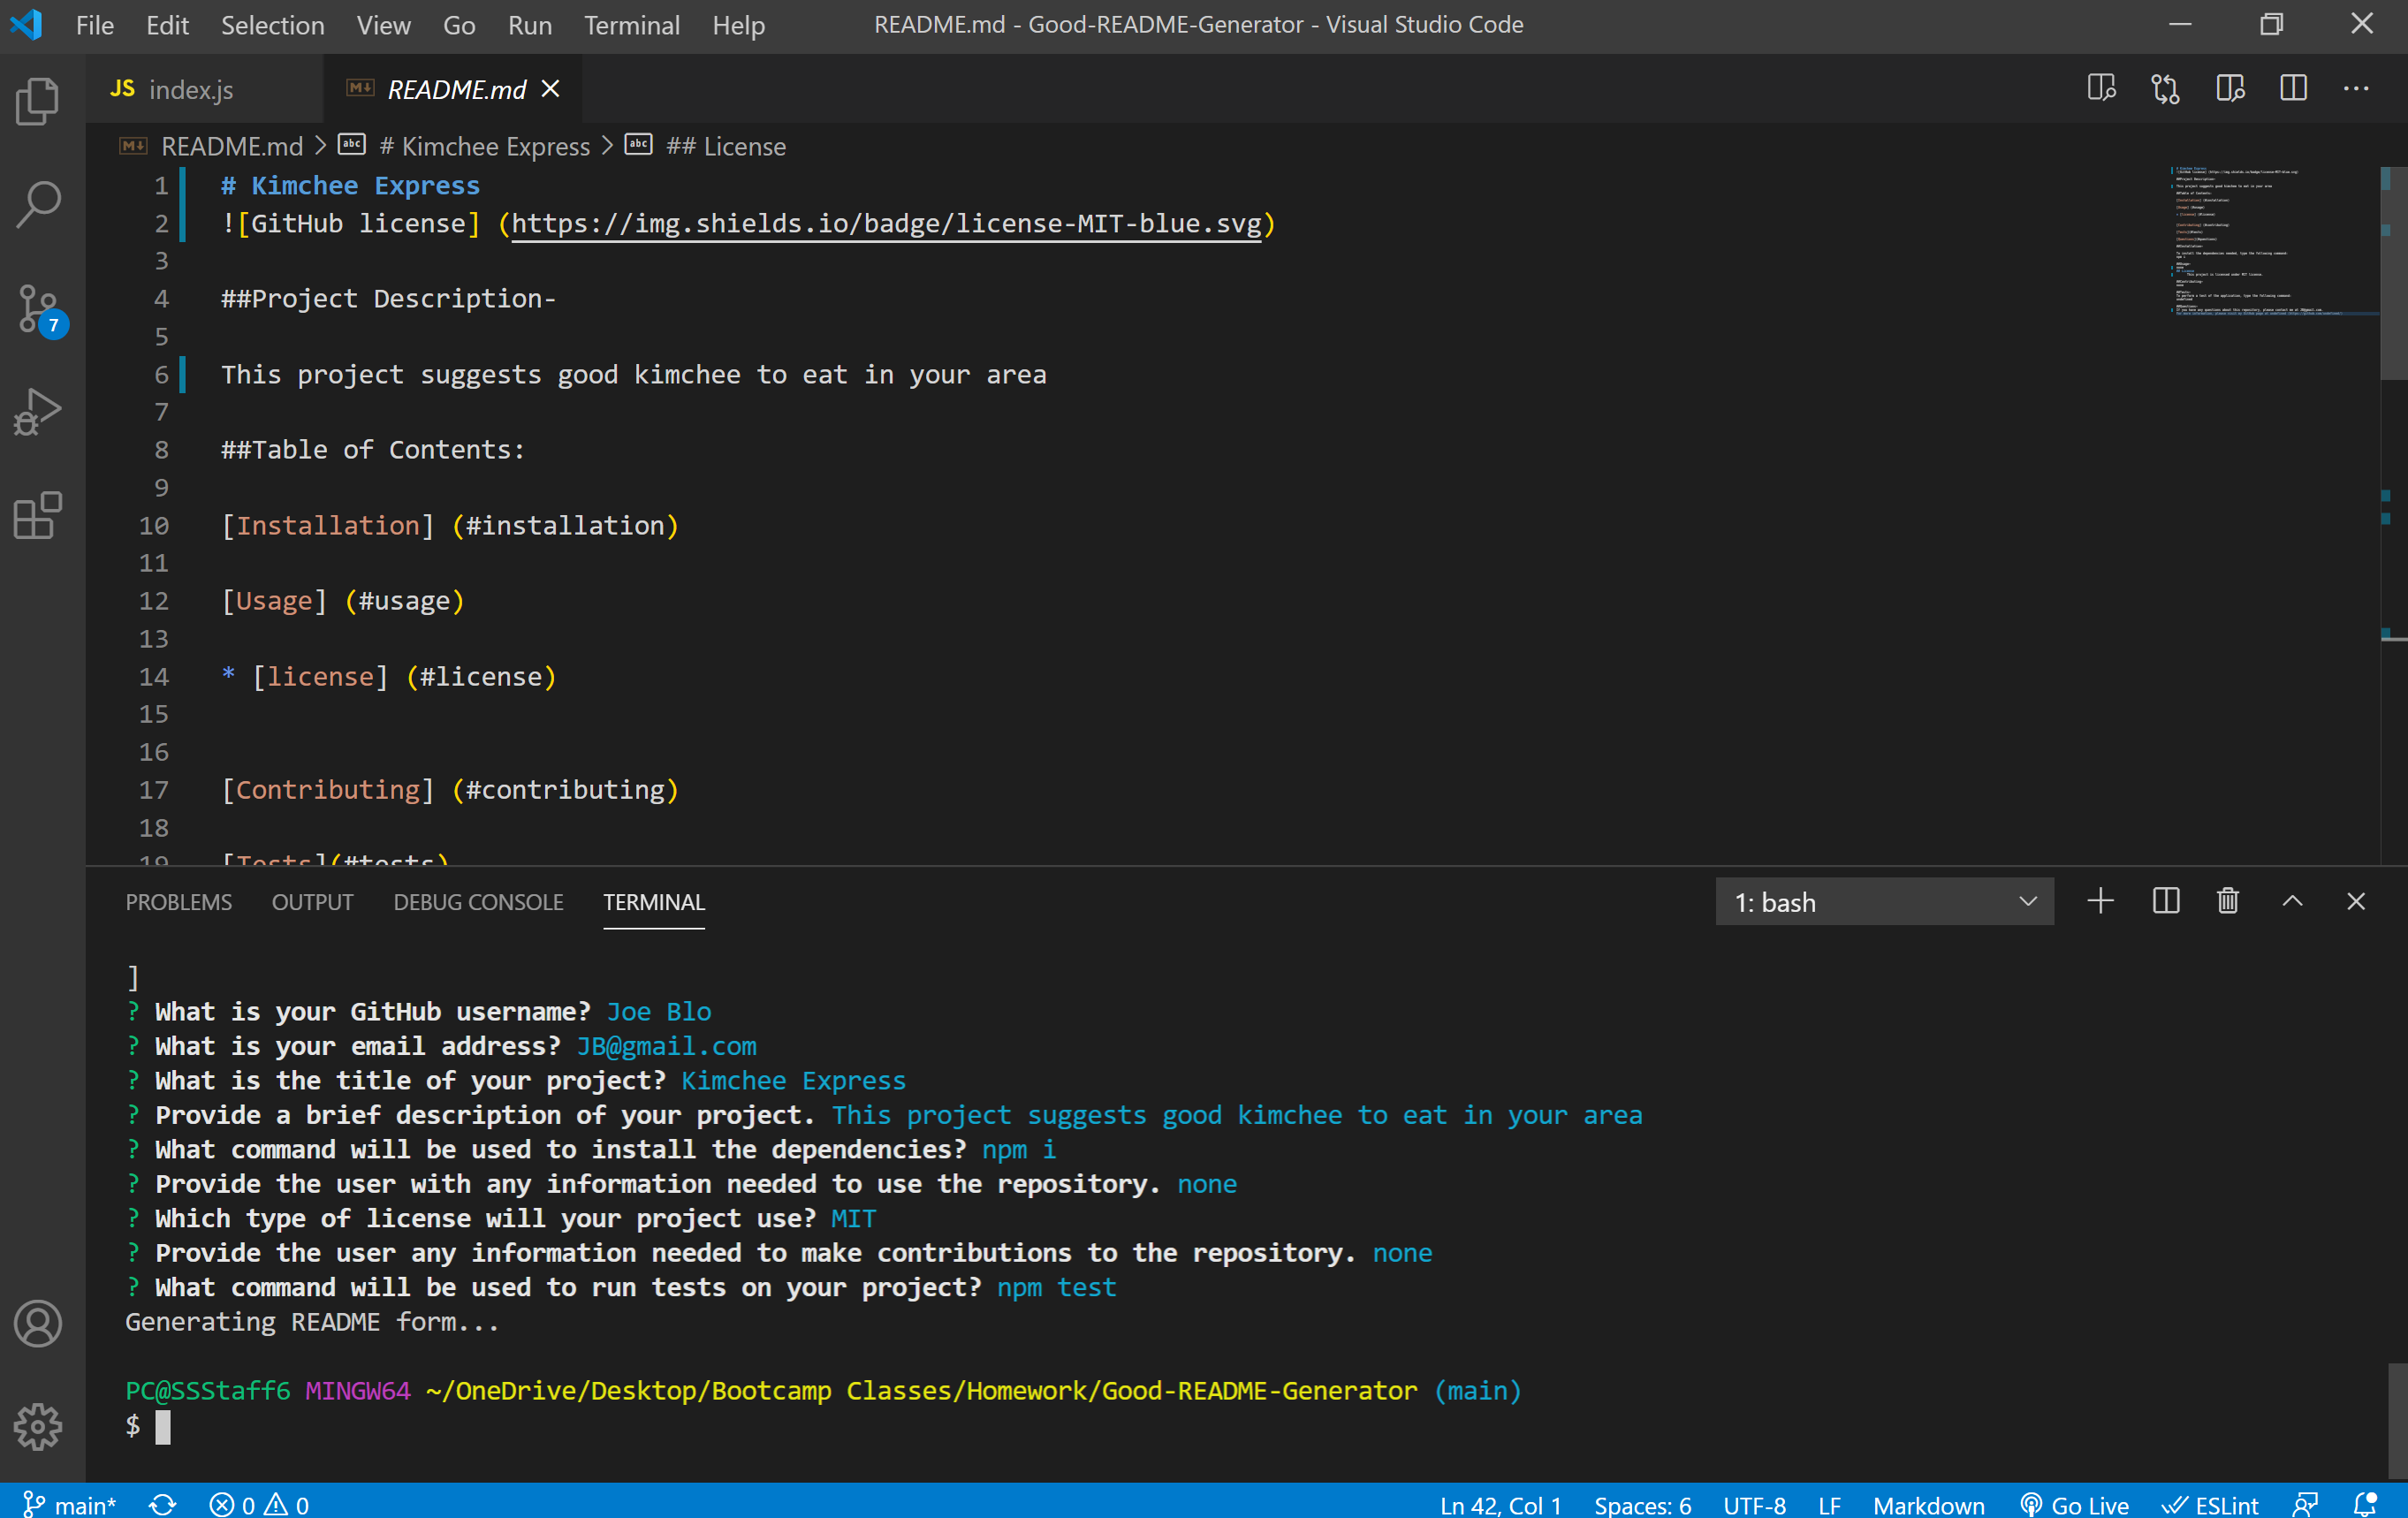 File Edit Selection View Go Run Terminal Help README.md - Good-README-Generator - Visual Studio Code
JS index.js README.md
README.md > # Kimchee Express > ## License
1 # Kimchee Express
2 ![GitHub license] (https://img.shields.io/badge/license-MIT-blue.svg)
3
4 ##Project Description-
5
6 This project suggests good kimchee to eat in your area
7
8 ##Table of Contents:
9
10 [Installation] (#installation)
11
12 [Usage] (#usage)
13
14 * [license] (#license)
15
16
17 [Contributing] (#contributing)
18
19 [Tests](#tests)
7
PROBLEMS OUTPUT DEBUG CONSOLE TERMINAL 1: bash
]
? What is your GitHub username? Joe Blo
? What is your email address? JB@gmail.com
? What is the title of your project? Kimchee Express
? Provide a brief description of your project. This project suggests good kimchee to eat in your area
? What command will be used to install the dependencies? npm i
? Provide the user with any information needed to use the repository. none
? Which type of license will your project use? MIT
? Provide the user any information needed to make contributions to the repository. none
? What command will be used to run tests on your project? npm test
Generating README form...
PC@SSStaff6 MINGW64 ~/OneDrive/Desktop/Bootcamp Classes/Homework/Good-README-Generator (main)
$
main* 0 0 Ln 42, Col 1 Spaces: 6 UTF-8 LF Markdown Go Live ESLint